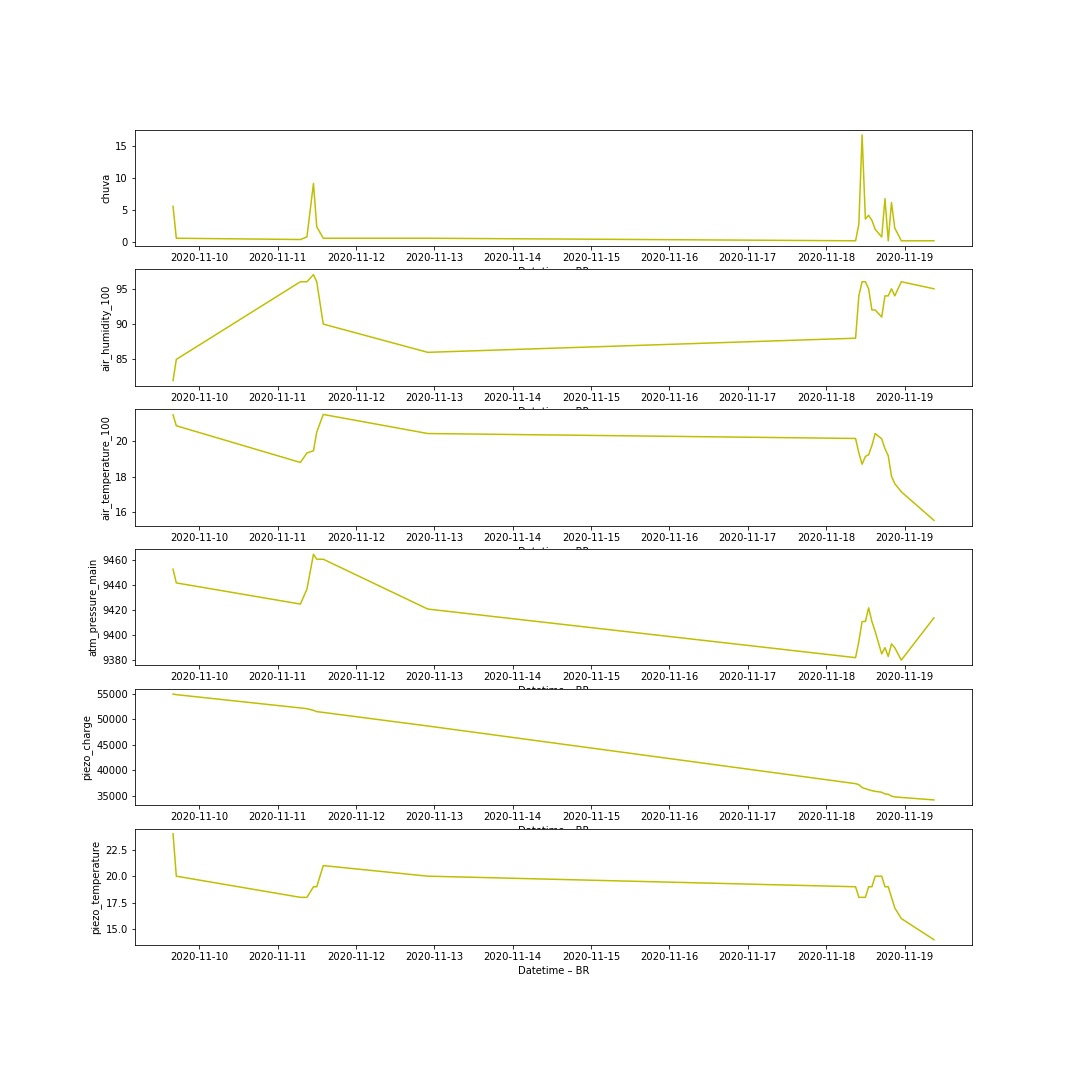 chuva
15
10
5
0
2020-11-10 2020-11-11 2020-11-12 2020-11-13 2020-11-14 2020-11-15 2020-11-16 2020-11-17 2020-11-18 2020-11-19
Datetime – BR
air_humidity_100
95
90
85
2020-11-10 2020-11-11 2020-11-12 2020-11-13 2020-11-14 2020-11-15 2020-11-16 2020-11-17 2020-11-18 2020-11-19
Datetime – BR
air_temperature_100
20
18
16
2020-11-10 2020-11-11 2020-11-12 2020-11-13 2020-11-14 2020-11-15 2020-11-16 2020-11-17 2020-11-18 2020-11-19
Datetime – BR
atm_pressure_main
9460
9440
9420
9400
9380
2020-11-10 2020-11-11 2020-11-12 2020-11-13 2020-11-14 2020-11-15 2020-11-16 2020-11-17 2020-11-18 2020-11-19
Datetime – BR
piezo_charge
55000
50000
45000
40000
35000
2020-11-10 2020-11-11 2020-11-12 2020-11-13 2020-11-14 2020-11-15 2020-11-16 2020-11-17 2020-11-18 2020-11-19
Datetime – BR
piezo_temperature
22.5
20.0
17.5
15.0
2020-11-10 2020-11-11 2020-11-12 2020-11-13 2020-11-14 2020-11-15 2020-11-16 2020-11-17 2020-11-18 2020-11-19
Datetime – BR